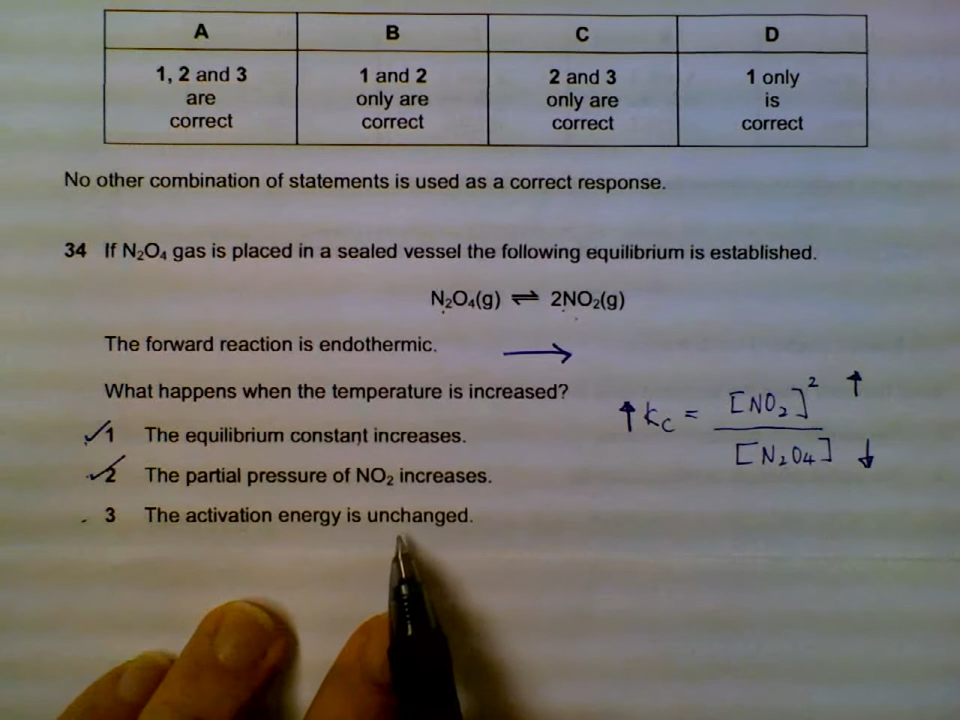 A B C D
1, 2 and 3 1 and 2 2 and 3 1 only
are only are only are is
correct correct correct correct
No other combination of statements is used as a correct response.
34 If N₂O₄ gas is placed in a sealed vessel the following equilibrium is established.
N₂O₄(g) ⇌ 2NO₂(g)
The forward reaction is endothermic. →
What happens when the temperature is increased?
↑ Kc = [NO₂]² ↑
[N₂O₄] ↓
✓1 The equilibrium constant increases.
✓2 The partial pressure of NO₂ increases.
3 The activation energy is unchanged.